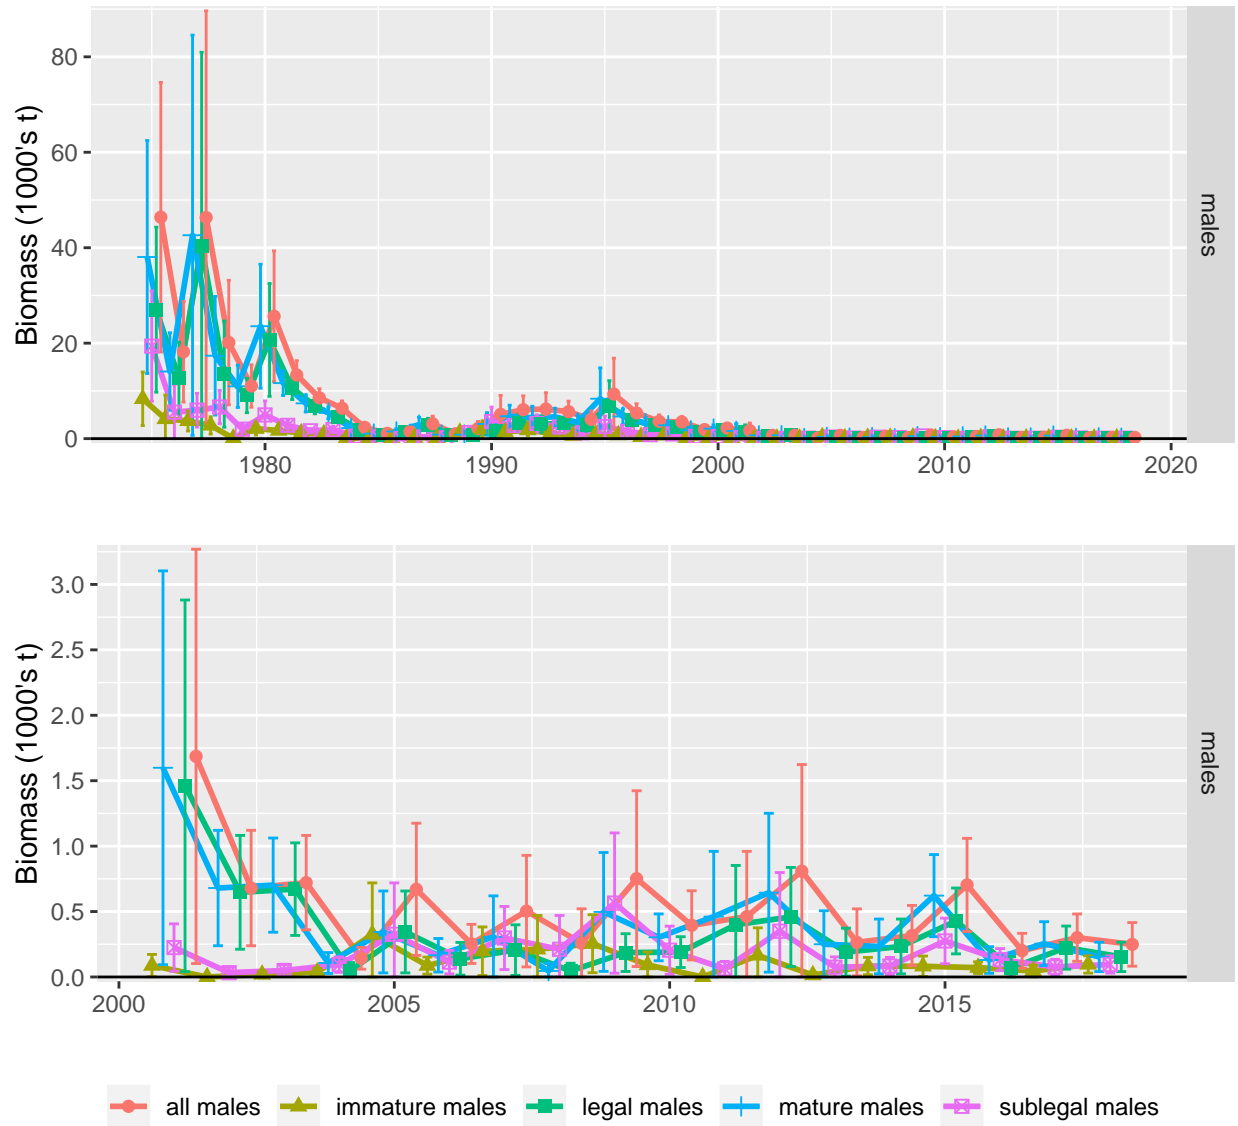 80
60
40
20
0
Biomass (1000's t)
males
1980
1990
2000
2010
2020
3.0
2.5
2.0
1.5
1.0
0.5
0.0
Biomass (1000's t)
males
2000
2005
2010
2015
all males
immature males
legal males
mature males
sublegal males